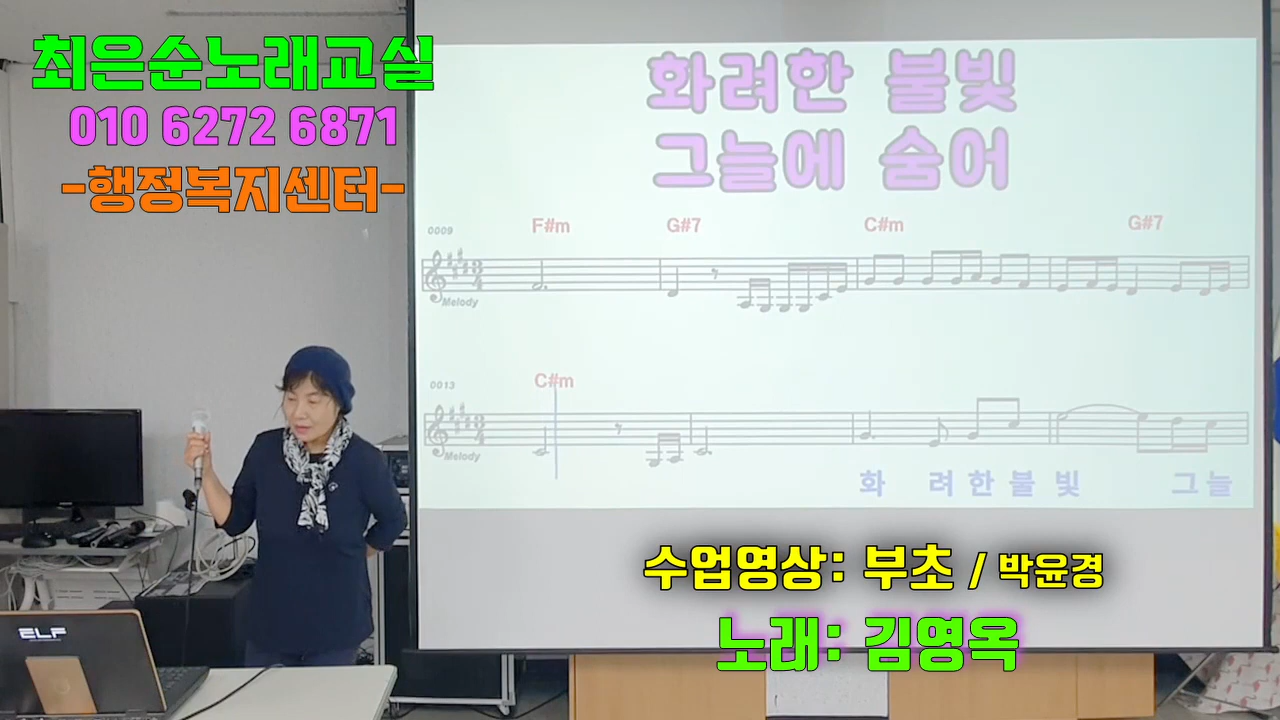 최은순노래교실
010 6272 6871
-행정복지센터-
화려한 불빛
그늘에 숨어
0009 F#m G#7 C#m G#7
Melody
0013 C#m
Melody
화 려한불빛 그늘
수업영상: 부초 / 박윤경
노래: 김영옥
ELF